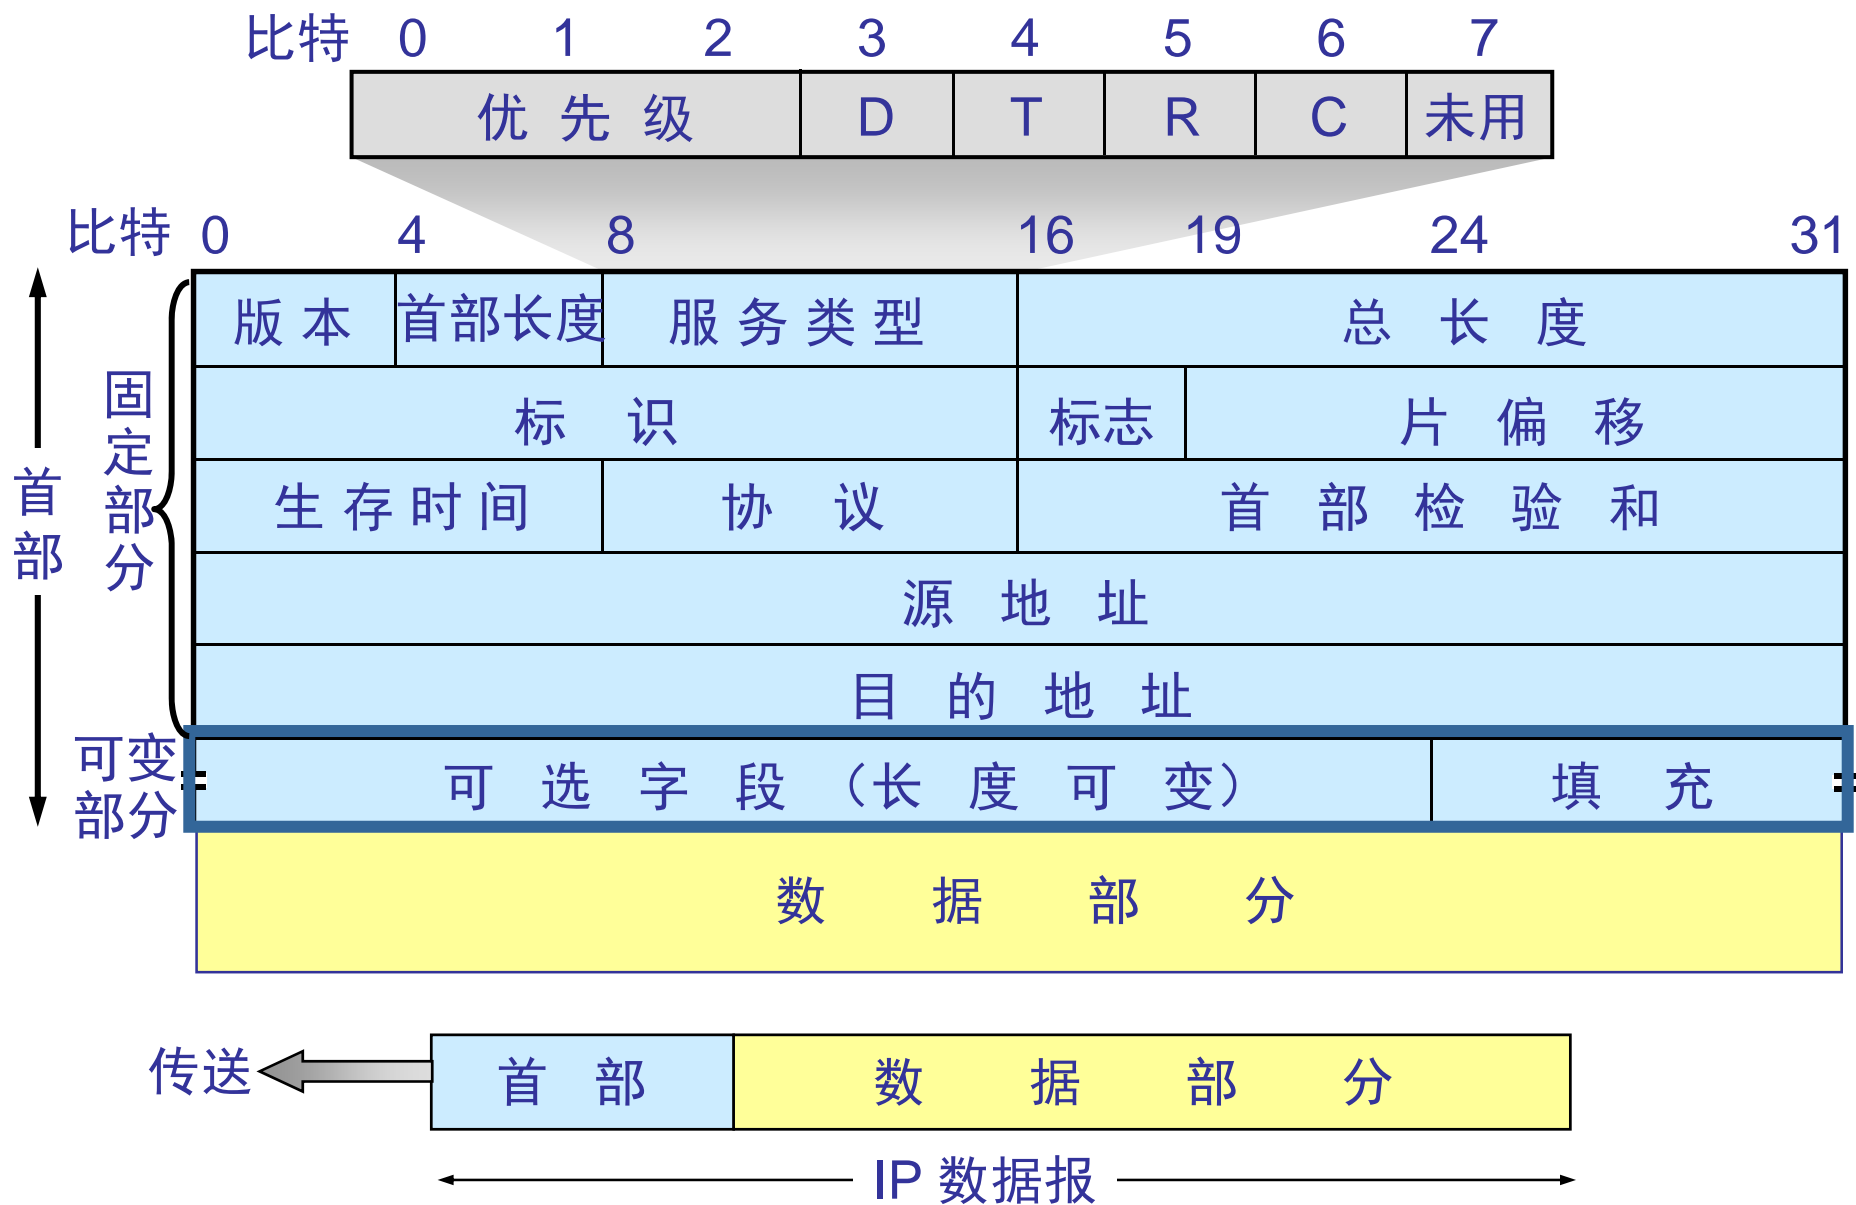 比特 0 1 2 3 4 5 6 7
优先级 D T R C 未用
比特 0 4 8 16 19 24 31
版本 首部长度 服务类型 总长度
标识 标志 片偏移
生存时间 协议 首部检验和
源地址
目的地址
可选字段（长度可变） 填充
数据部分
首部
固定部分
可变
部分
传送 首部 数据部分
IP 数据报